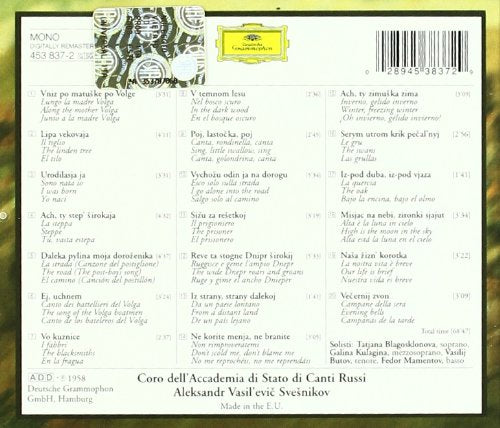 MONO
DIGITALLY REMASTERED
453 837-2
Deutsche
Grammophon
0 28945 38372
Vniz po matuške po Volge
Lungo la madre Volga
Along the mother Volga
Junto a la madre Volga
Lipa vekovaja
Il tiglio
The linden tree
El tilo
Urodilasja ja
Sono nata io
I was born
Yo nací
Ach, ty step' širokaja
La steppa
Steppe
Tú, vasta estepa
Daleka pylina moja doroženika
La strada (Canzone del postiglione)
The road (The post-boy song)
El camino (Canción del postillón)
Ej, uchnem
Canto dei battellieri del Volga
The song of the Volga boatmen
Canto de los bateleros del Volga
Vo kuznice
I fabbri
The blacksmiths
En la fragua
V temnom lesu
Nel bosco scuro
In the dark wood
En el bosque oscuro
Poj, lastočka, poj
Canta, rondinella, canta
Sing, little swallow, sing
Canta, golondrina, canta
Vychožu odin ja na dorogu
Esco solo sulla strada
I go alone into the road
Salgo solo al camino
Sižu za rešetkoj
Il prigioniero
The prisoner
El prisionero
Reve ta stogne Dnipr širokij
Ruggisce e geme l'ampio Dniepr
The wide Dnepr roars and groans
Ruge y gime el ancho Dnieper
Iz strany, strany dalekoj
Da un paese lontano
From a distant land
De un país lejano
Ne korite menja, ne branite
Non rimproveratemi
Don't scold me, don't blame me
No me reprochéis, no me reprendáis
Ach, ty zimuška zima
Inverno, gelido inverno
Winter, freezing winter
¡Oh invierno, gélido invierno!
Serym utrom krik pečal'nyj
Le gru
The swans
Las grullas
Iz-pod duba, iz-pod vjaza
La quercia
The oak
Bajo la encina, bajo el olmo
Misjac na nebi, zironki sjajut
Alta è la luna in cielo
High is the moon in the sky
Alta está la luna en el cielo
Naša žizn' korotka
La nostra vita è breve
Our life is brief
Nuestra vida es breve
Večernij zvon
Campane della sera
Evening bells
Campanas de la tarde
Total time
Solisti: Tatjana Blagosklonova, soprano,
Galina Kulagina, mezzosoprano, Vasilij
Butov, tenore, Fedor Mamentov, basso
ADD ℗ 1958
Deutsche Grammophon
GmbH, Hamburg
Coro dell'Accademia di Stato di Canti Russi
Aleksandr Vasil'evič Svešnikov
Made in the E.U.